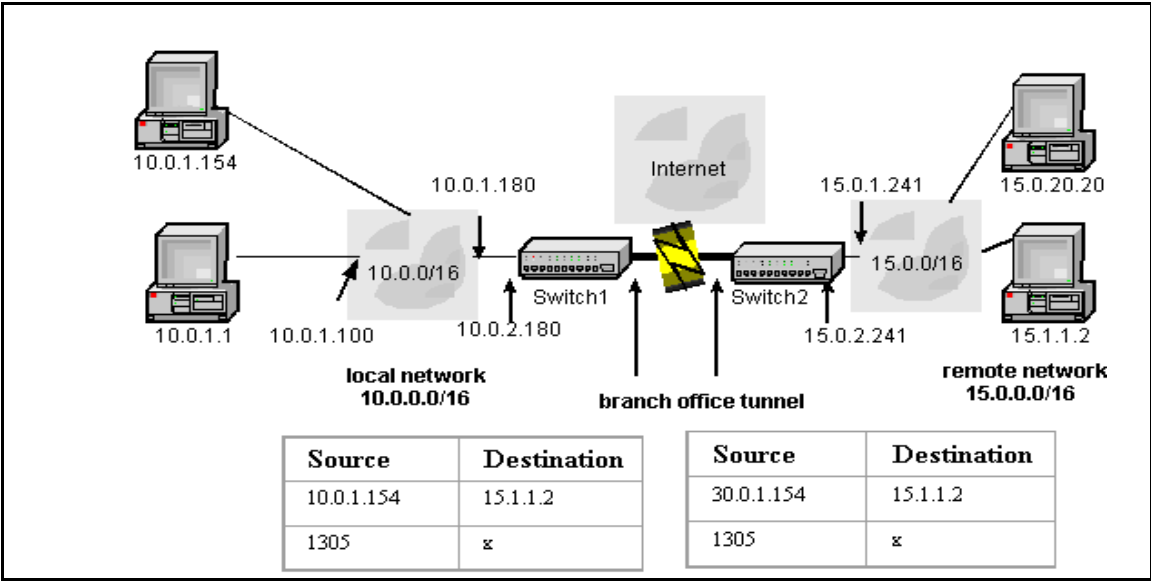 10.0.1.154
Internet
10.0.1.180
15.0.1.241
15.0.20.20
10.0.0/16
15.0.0/16
Switch1
Switch2
10.0.1.1
10.0.1.100
10.0.2.180
15.0.2.241
15.1.1.2
local network
10.0.0.0/16
branch office tunnel
remote network
15.0.0.0/16
Source Destination
10.0.1.154 15.1.1.2
1305 x
Source Destination
30.0.1.154 15.1.1.2
1305 x